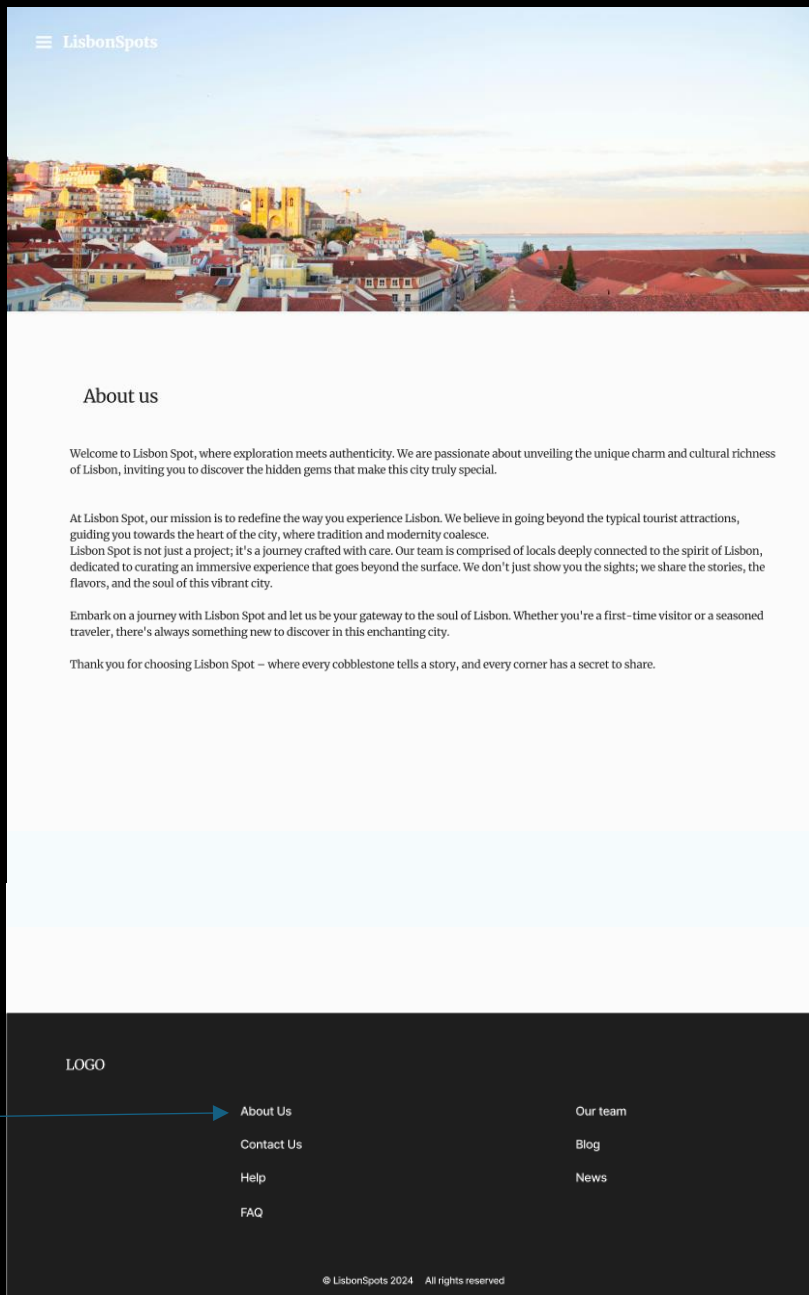 LisbonSpots
About us
Welcome to Lisbon Spot, where exploration meets authenticity. We are passionate about unveiling the unique charm and cultural richness
of Lisbon, inviting you to discover the hidden gems that make this city truly special.
At Lisbon Spot, our mission is to redefine the way you experience Lisbon. We believe in going beyond the typical tourist attractions,
guiding you towards the heart of the city, where tradition and modernity coalesce.
Lisbon Spot is not just a project; it's a journey crafted with care. Our team is comprised of locals deeply connected to the spirit of Lisbon,
dedicated to curating an immersive experience that goes beyond the surface. We don't just show you the sights; we share the stories, the
flavors, and the soul of this vibrant city.
Embark on a journey with Lisbon Spot and let us be your gateway to the soul of Lisbon. Whether you're a first-time visitor or a seasoned
traveler, there's always something new to discover in this enchanting city.
Thank you for choosing Lisbon Spot – where every cobblestone tells a story, and every corner has a secret to share.
LOGO
About Us
Contact Us
Help
FAQ
Our team
Blog
News
© LisbonSpots 2024 All rights reserved